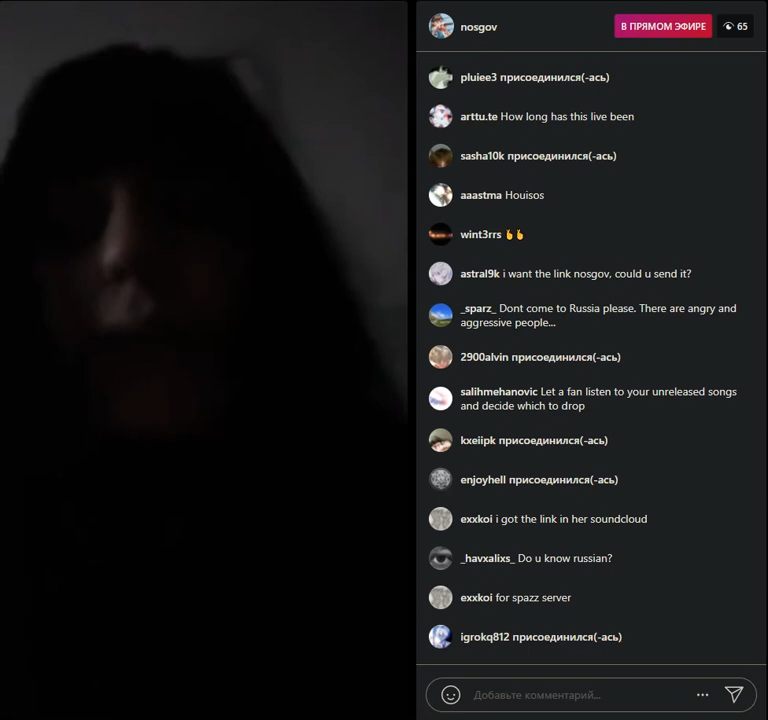 nosgov В ПРЯМОМ ЭФИРЕ 65
pluiee3 присоединился(-ась)
arttu.te How long has this live been
sasha10k присоединился(-ась)
aaastma Houisos
wint3rrs 🫰🫰
astral9k i want the link nosgov, could u send it?
_sparz_ Dont come to Russia please. There are angry and
aggressive people...
2900alvin присоединился(-ась)
salihmehanovic Let a fan listen to your unreleased songs
and decide which to drop
kxeiipk присоединился(-ась)
enjoyhell присоединился(-ась)
exxkoi i got the link in her soundcloud
_havxalixs_ Do u know russian?
exxkoi for spazz server
igrokq812 присоединился(-ась)
Добавьте комментарий...